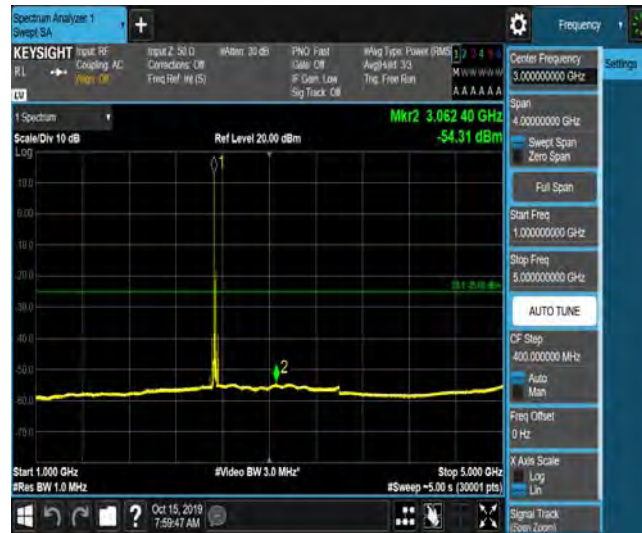 Spectrum Analyzer 1
Swept SA
Frequency
KEYSIGHT
Input: RF
Coupling: AC
Align: Off
Input Z: 50 Ω
Corrections: Off
Freq Ref: Int (S)
#Atten: 30 dB
PNO: Fast
Gate: Off
IF Gain: Low
Sig Track: Off
#Avg Type: Power (RMS
Avg|Hold: 3/3
Trig: Free Run
1 2 3 4
M W W W W W
A A A A A A
RL
LV
Center Frequency
3.000000000 GHz
Settings
Span
4.00000000 GHz
Swept Span
Zero Span
Full Span
Start Freq
1.000000000 GHz
Stop Freq
5.000000000 GHz
AUTO TUNE
CF Step
400.000000 MHz
Auto
Man
Freq Offset
0 Hz
X Axis Scale
Log
Lin
Signal Track
(Span Zoom)
1 Spectrum
Mkr2 3.062 40 GHz
-54.31 dBm
Scale/Div 10 dB
Ref Level 20.00 dBm
Log
1
10.0
0.00
-10.0
-20.0
-30.0
-40.0
-50.0
2
-60.0
-70.0
Start 1.000 GHz
#Video BW 3.0 MHz*
Stop 5.000 GHz
#Res BW 1.0 MHz
#Sweep ~5.00 s (30001 pts)
?
Oct 15, 2019
7:59:47 AM